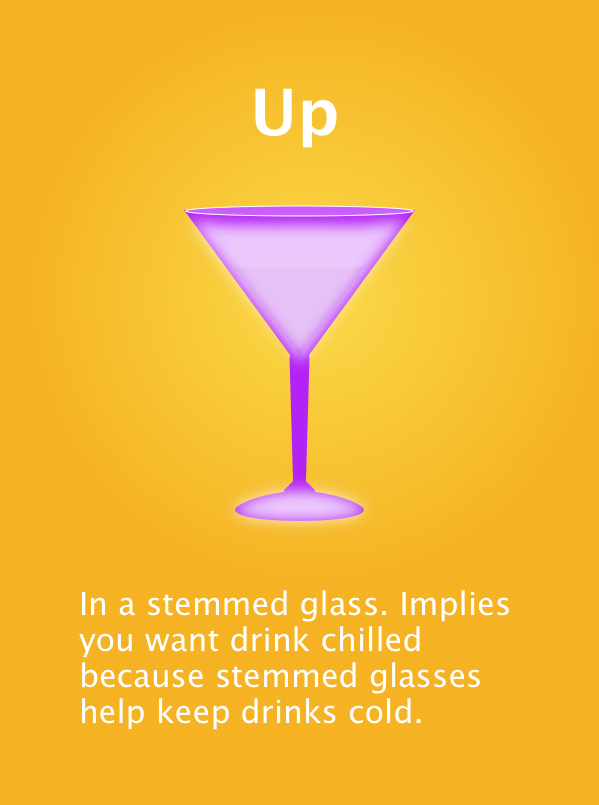 Up
In a stemmed glass. Implies
you want drink chilled
because stemmed glasses
help keep drinks cold.